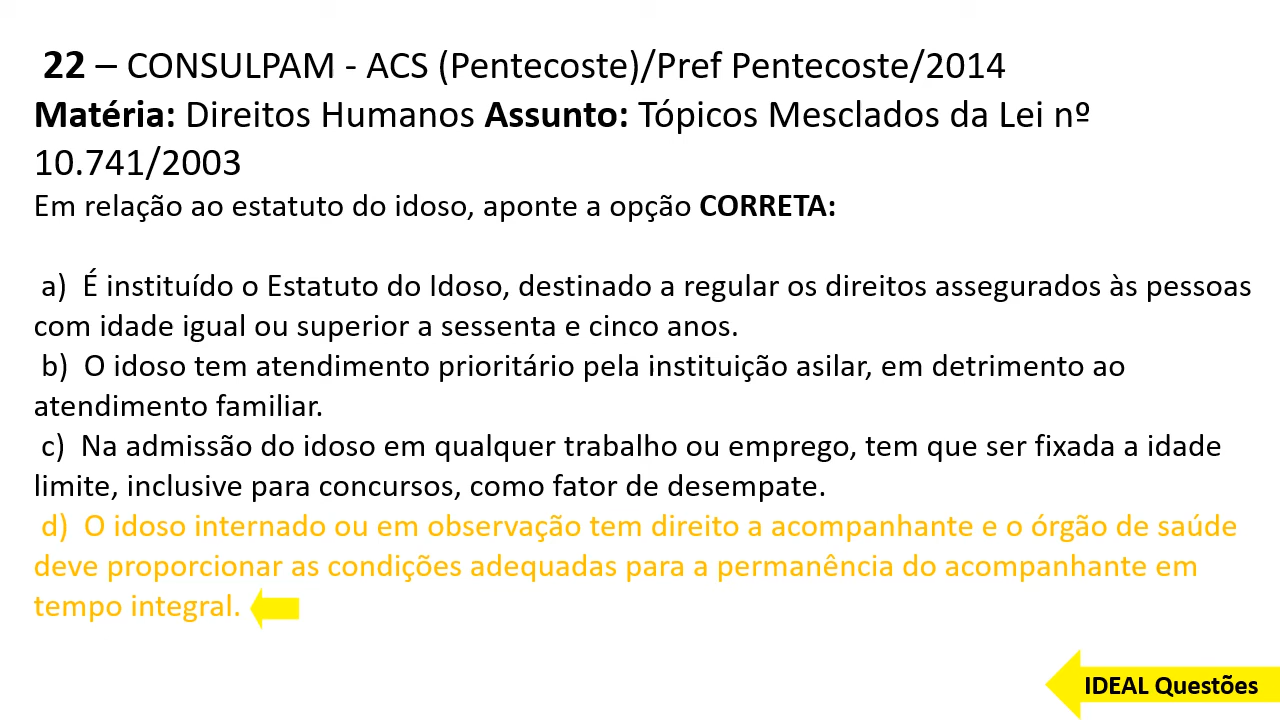 22 – CONSULPAM - ACS (Pentecoste)/Pref Pentecoste/2014
Matéria: Direitos Humanos Assunto: Tópicos Mesclados da Lei nº
10.741/2003
Em relação ao estatuto do idoso, aponte a opção CORRETA:
a) É instituído o Estatuto do Idoso, destinado a regular os direitos assegurados às pessoas
com idade igual ou superior a sessenta e cinco anos.
b) O idoso tem atendimento prioritário pela instituição asilar, em detrimento ao
atendimento familiar.
c) Na admissão do idoso em qualquer trabalho ou emprego, tem que ser fixada a idade
limite, inclusive para concursos, como fator de desempate.
d) O idoso internado ou em observação tem direito a acompanhante e o órgão de saúde
deve proporcionar as condições adequadas para a permanência do acompanhante em
tempo integral.
IDEAL Questões